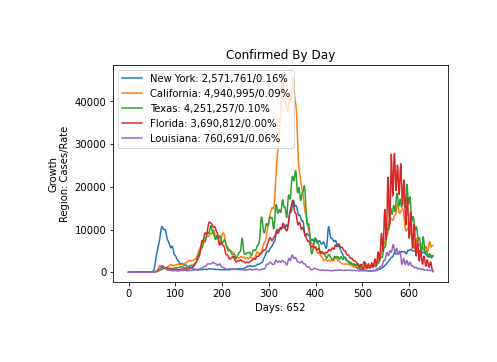 Confirmed By Day
New York: 2,571,761/0.16%
California: 4,940,995/0.09%
Texas: 4,251,257/0.10%
Florida: 3,690,812/0.00%
Louisiana: 760,691/0.06%
Growth
Region: Cases/Rate
40000
30000
20000
10000
0
0 100 200 300 400 500 600
Days: 652